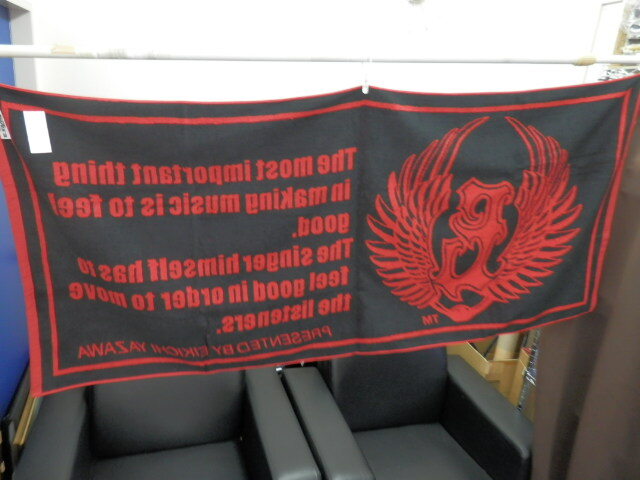 The most important thing
in making music is to feel
good.
The singer himself has to
feel good in order to move
the listeners.
PRESENTED BY EIKICHI YAZAWA
TM